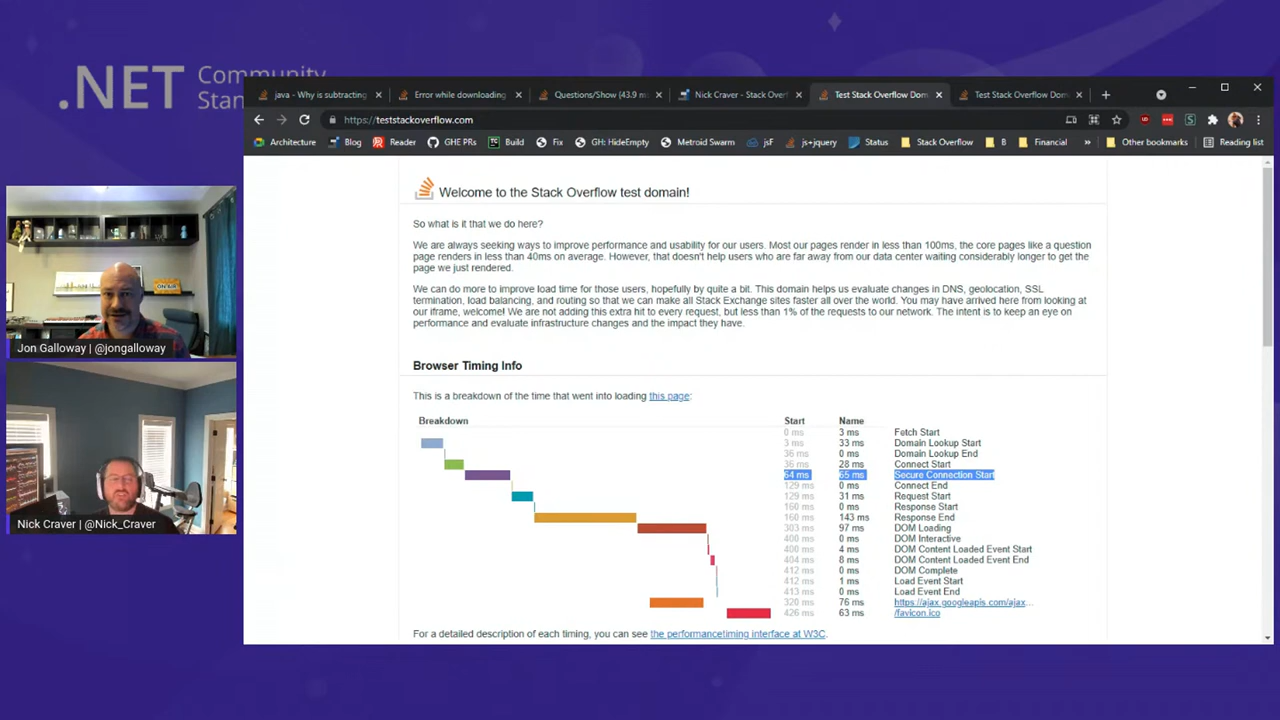 .NET Community
Stan
java - Why is subtracting
Error while downloading
Questions/Show (43.9 m
Nick Craver - Stack Overf
Test Stack Overflow Dom
Test Stack Overflow Dom
https://teststackoverflow.com
Architecture
Blog
Reader
GHE PRs
Build
Fix
GH: HideEmpty
Metroid Swarm
jsF
js+jquery
Status
Stack Overflow
B
Financial
»
Other bookmarks
Reading list
Welcome to the Stack Overflow test domain!
So what is it that we do here?
We are always seeking ways to improve performance and usability for our users. Most our pages render in less than 100ms, the core pages like a question
page renders in less than 40ms on average. However, that doesn't help users who are far away from our data center waiting considerably longer to get the
page we just rendered.
We can do more to improve load time for those users, hopefully by quite a bit. This domain helps us evaluate changes in DNS, geolocation, SSL
termination, load balancing, and routing so that we can make all Stack Exchange sites faster all over the world. You may have arrived here from looking at
our iframe, welcome! We are not adding this extra hit to every request, but less than 1% of the requests to our network. The intent is to keep an eye on
performance and evaluate infrastructure changes and the impact they have.
Browser Timing Info
This is a breakdown of the time that went into loading this page:
Breakdown Start Name
0 ms 3 ms Fetch Start
3 ms 33 ms Domain Lookup Start
36 ms 0 ms Domain Lookup End
36 ms 28 ms Connect Start
64 ms 65 ms Secure Connection Start
129 ms 0 ms Connect End
129 ms 31 ms Request Start
160 ms 0 ms Response Start
160 ms 143 ms Response End
303 ms 97 ms DOM Loading
400 ms 0 ms DOM Interactive
400 ms 4 ms DOM Content Loaded Event Start
404 ms 8 ms DOM Content Loaded Event End
412 ms 0 ms DOM Complete
412 ms 1 ms Load Event Start
413 ms 0 ms Load Event End
320 ms 76 ms https://ajax.googleapis.com/ajax...
426 ms 63 ms /favicon.ico
For a detailed description of each timing, you can see the performancetiming interface at W3C.
Jon Galloway | @jongalloway
Nick Craver | @Nick_Craver